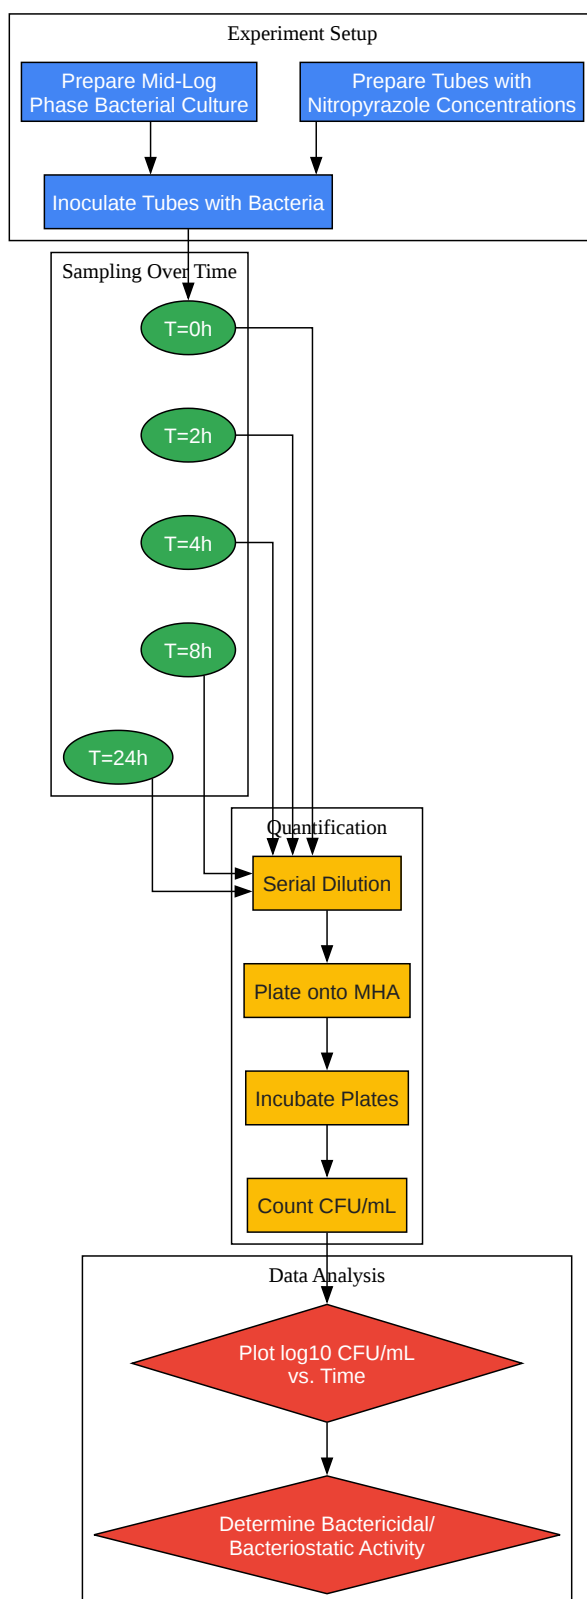 Experiment Setup
Prepare Mid-Log
Phase Bacterial Culture
Prepare Tubes with
Nitropyrazole Concentrations
Inoculate Tubes with Bacteria
Sampling Over Time
T=0h
T=2h
T=4h
T=8h
T=24h
Quantification
Serial Dilution
Plate onto MHA
Incubate Plates
Count CFU/mL
Data Analysis
Plot log10 CFU/mL
vs. Time
Determine Bactericidal/
Bacteriostatic Activity